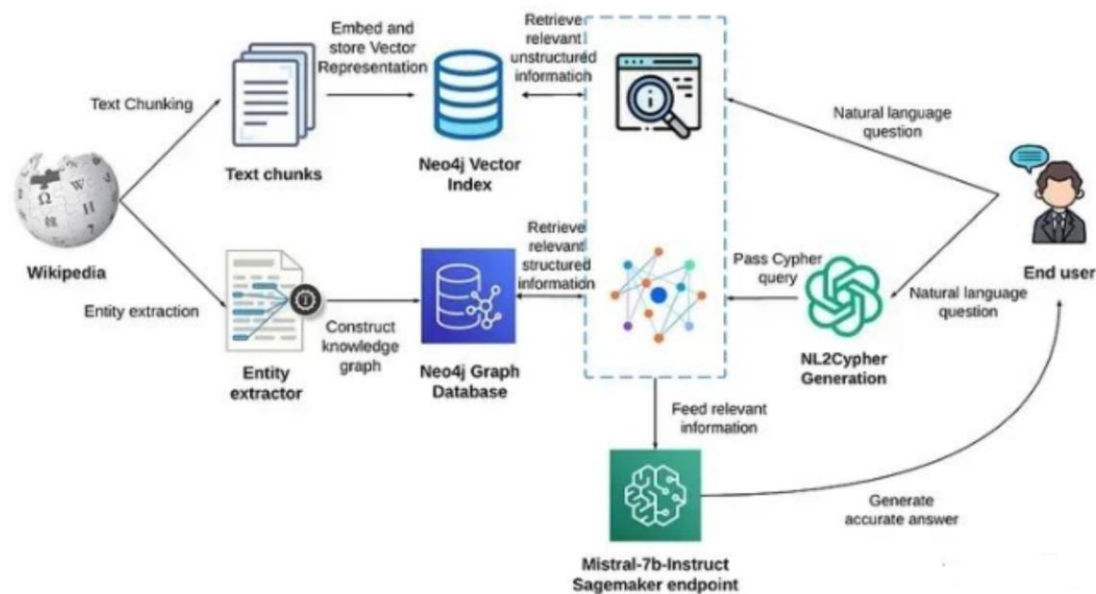 Embed and
store Vector
Representation
Retrieve
relevant
unstructured
information
Text Chunking
Natural language
question
Text chunks
Neo4j Vector
Index
Wikipedia
Retrieve
relevant
structured
information
Pass Cypher
query
End user
Entity extraction
Construct
knowledge
graph
Natural language
question
Entity
extractor
Neo4j Graph
Database
NL2Cypher
Generation
Feed relevant
information
Generate
accurate answer
Mistral-7b-Instruct
Sagemaker endpoint